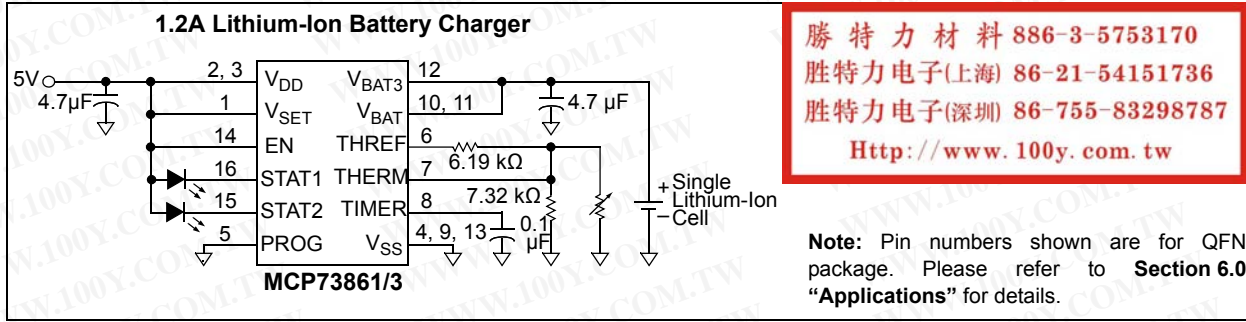 1.2A Lithium-Ion Battery Charger
5V
4.7µF
2, 3
1
14
16
15
5
VDD
VSET
EN
STAT1
STAT2
PROG
VBAT3
VBAT
THREF
THERM
TIMER
VSS
12
10, 11
6
7
8
4, 9, 13
6.19 kΩ
7.32 kΩ
0.1
µF
4.7 µF
+
Single
Lithium-Ion
–
Cell
MCP73861/3
勝特力材料 886-3-5753170
胜特力电子(上海) 86-21-54151736
胜特力电子(深圳) 86-755-83298787
Http://www. 100y. com. tw
Note: Pin numbers shown are for QFN
package. Please refer to Section 6.0
“Applications” for details.
WWW.100Y.COM.TW